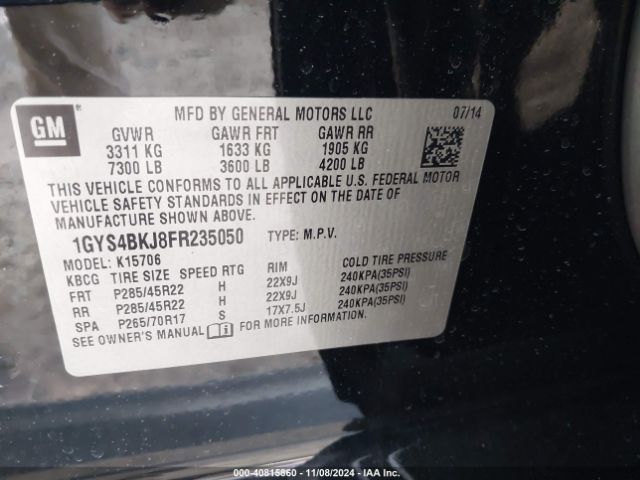 GM
MFD BY GENERAL MOTORS LLC 07/14
GVWR GAWR FRT GAWR RR
3311 KG 1633 KG 1905 KG
7300 LB 3600 LB 4200 LB
THIS VEHICLE CONFORMS TO ALL APPLICABLE U.S. FEDERAL MOTOR
VEHICLE SAFETY STANDARDS IN EFFECT ON THE DATE OF
MANUFACTURE SHOWN ABOVE.
1GYS4BKJ8FR235050 TYPE: M.P.V.
MODEL: K15706
KBCG TIRE SIZE SPEED RTG RIM COLD TIRE PRESSURE
FRT P285/45R22 H 22X9J 240KPA(35PSI)
RR P285/45R22 H 22X9J 240KPA(35PSI)
SPA P265/70R17 S 17X7.5J 240KPA(35PSI)
SEE OWNER'S MANUAL FOR MORE INFORMATION.
000-40815860 - 11/08/2024 - IAA Inc.